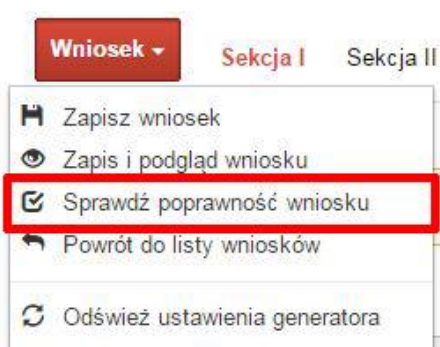 Wniosek Sekcja I Sekcja II
Zapisz wniosek
Zapis i podgląd wniosku
Sprawdź poprawność wniosku
Powrót do listy wniosków
Odśwież ustawienia generatora